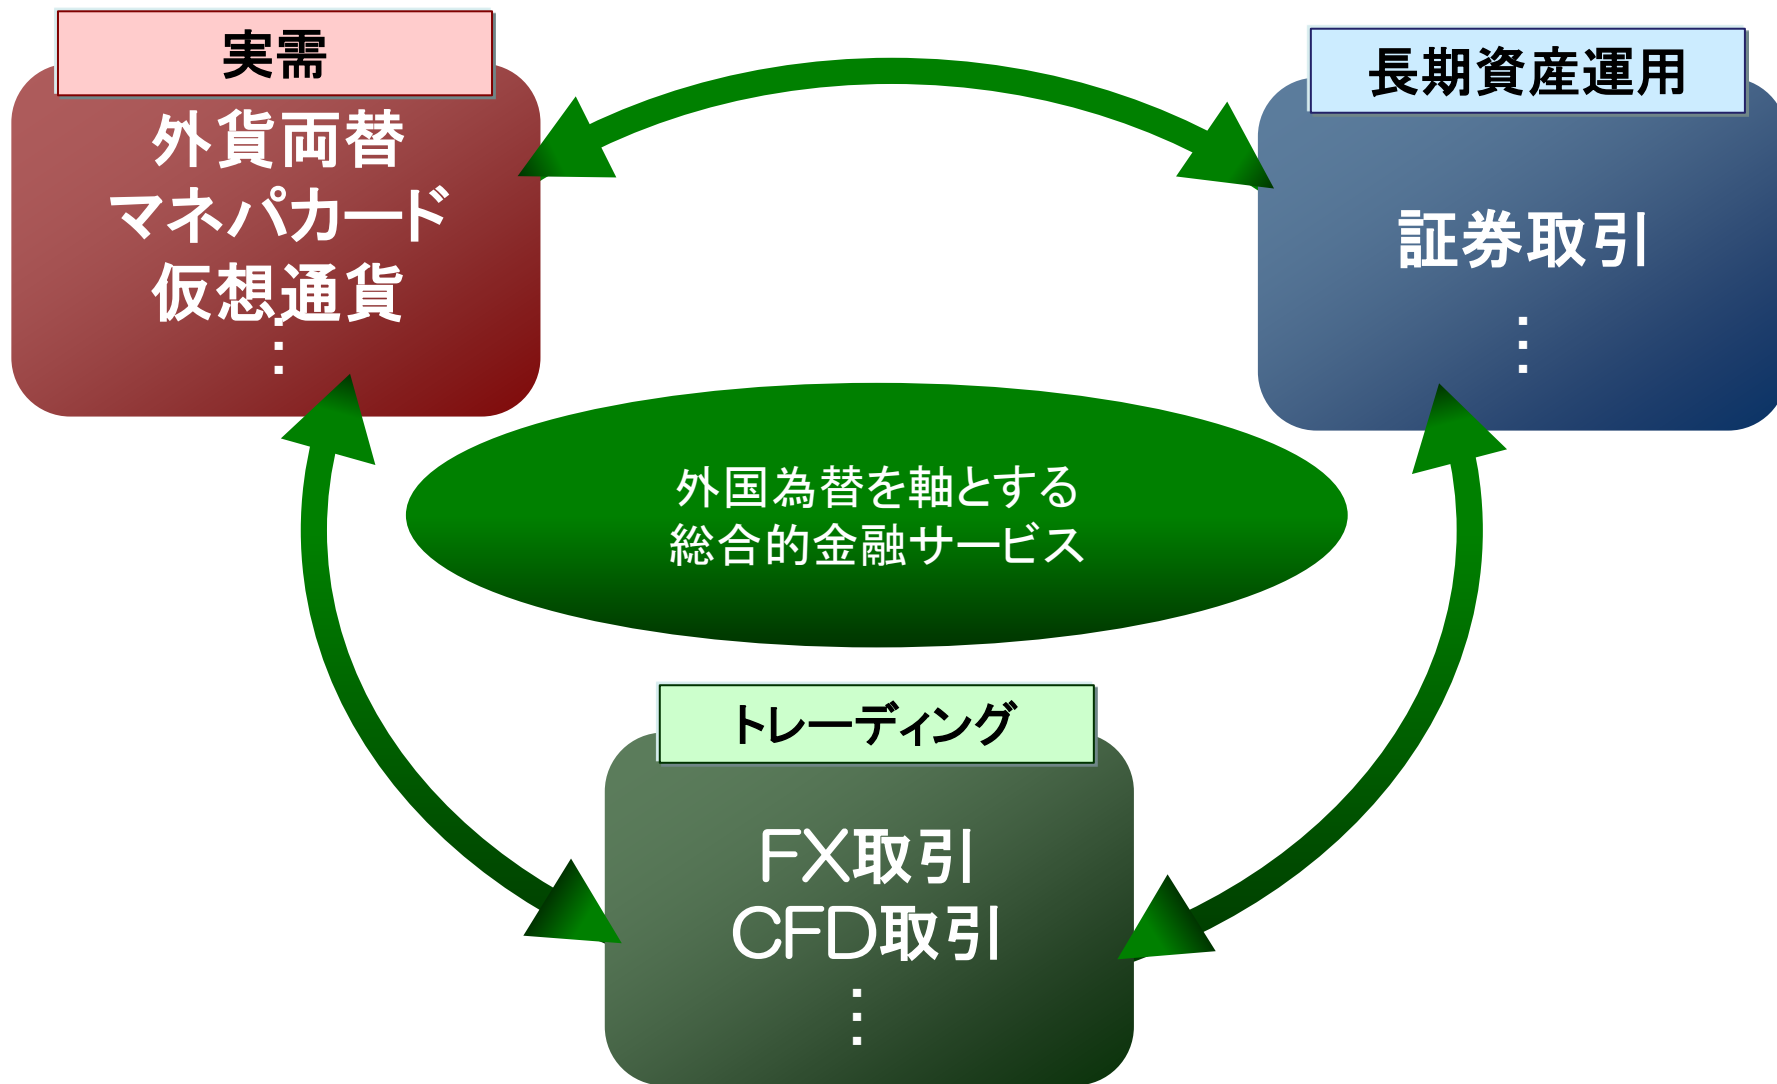 実需
外貨両替
マネパカード
仮想通貨
⋮
長期資産運用
証券取引
⋮
外国為替を軸とする
総合的金融サービス
トレーディング
ＦＸ取引
ＣＦＤ取引
⋮